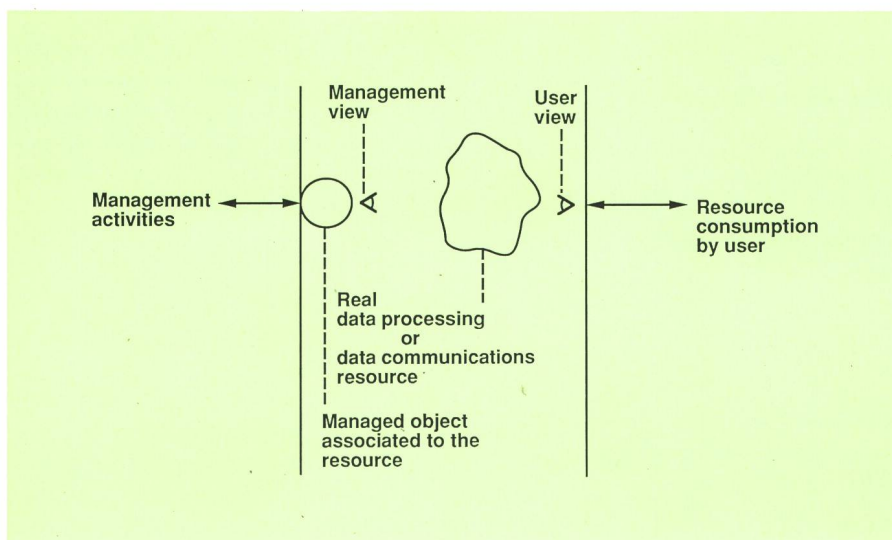 Management
view
User
view
Management
activities
Resource
consumption
by user
Real
data processing
or
data communications
resource
Managed object
associated to the
resource